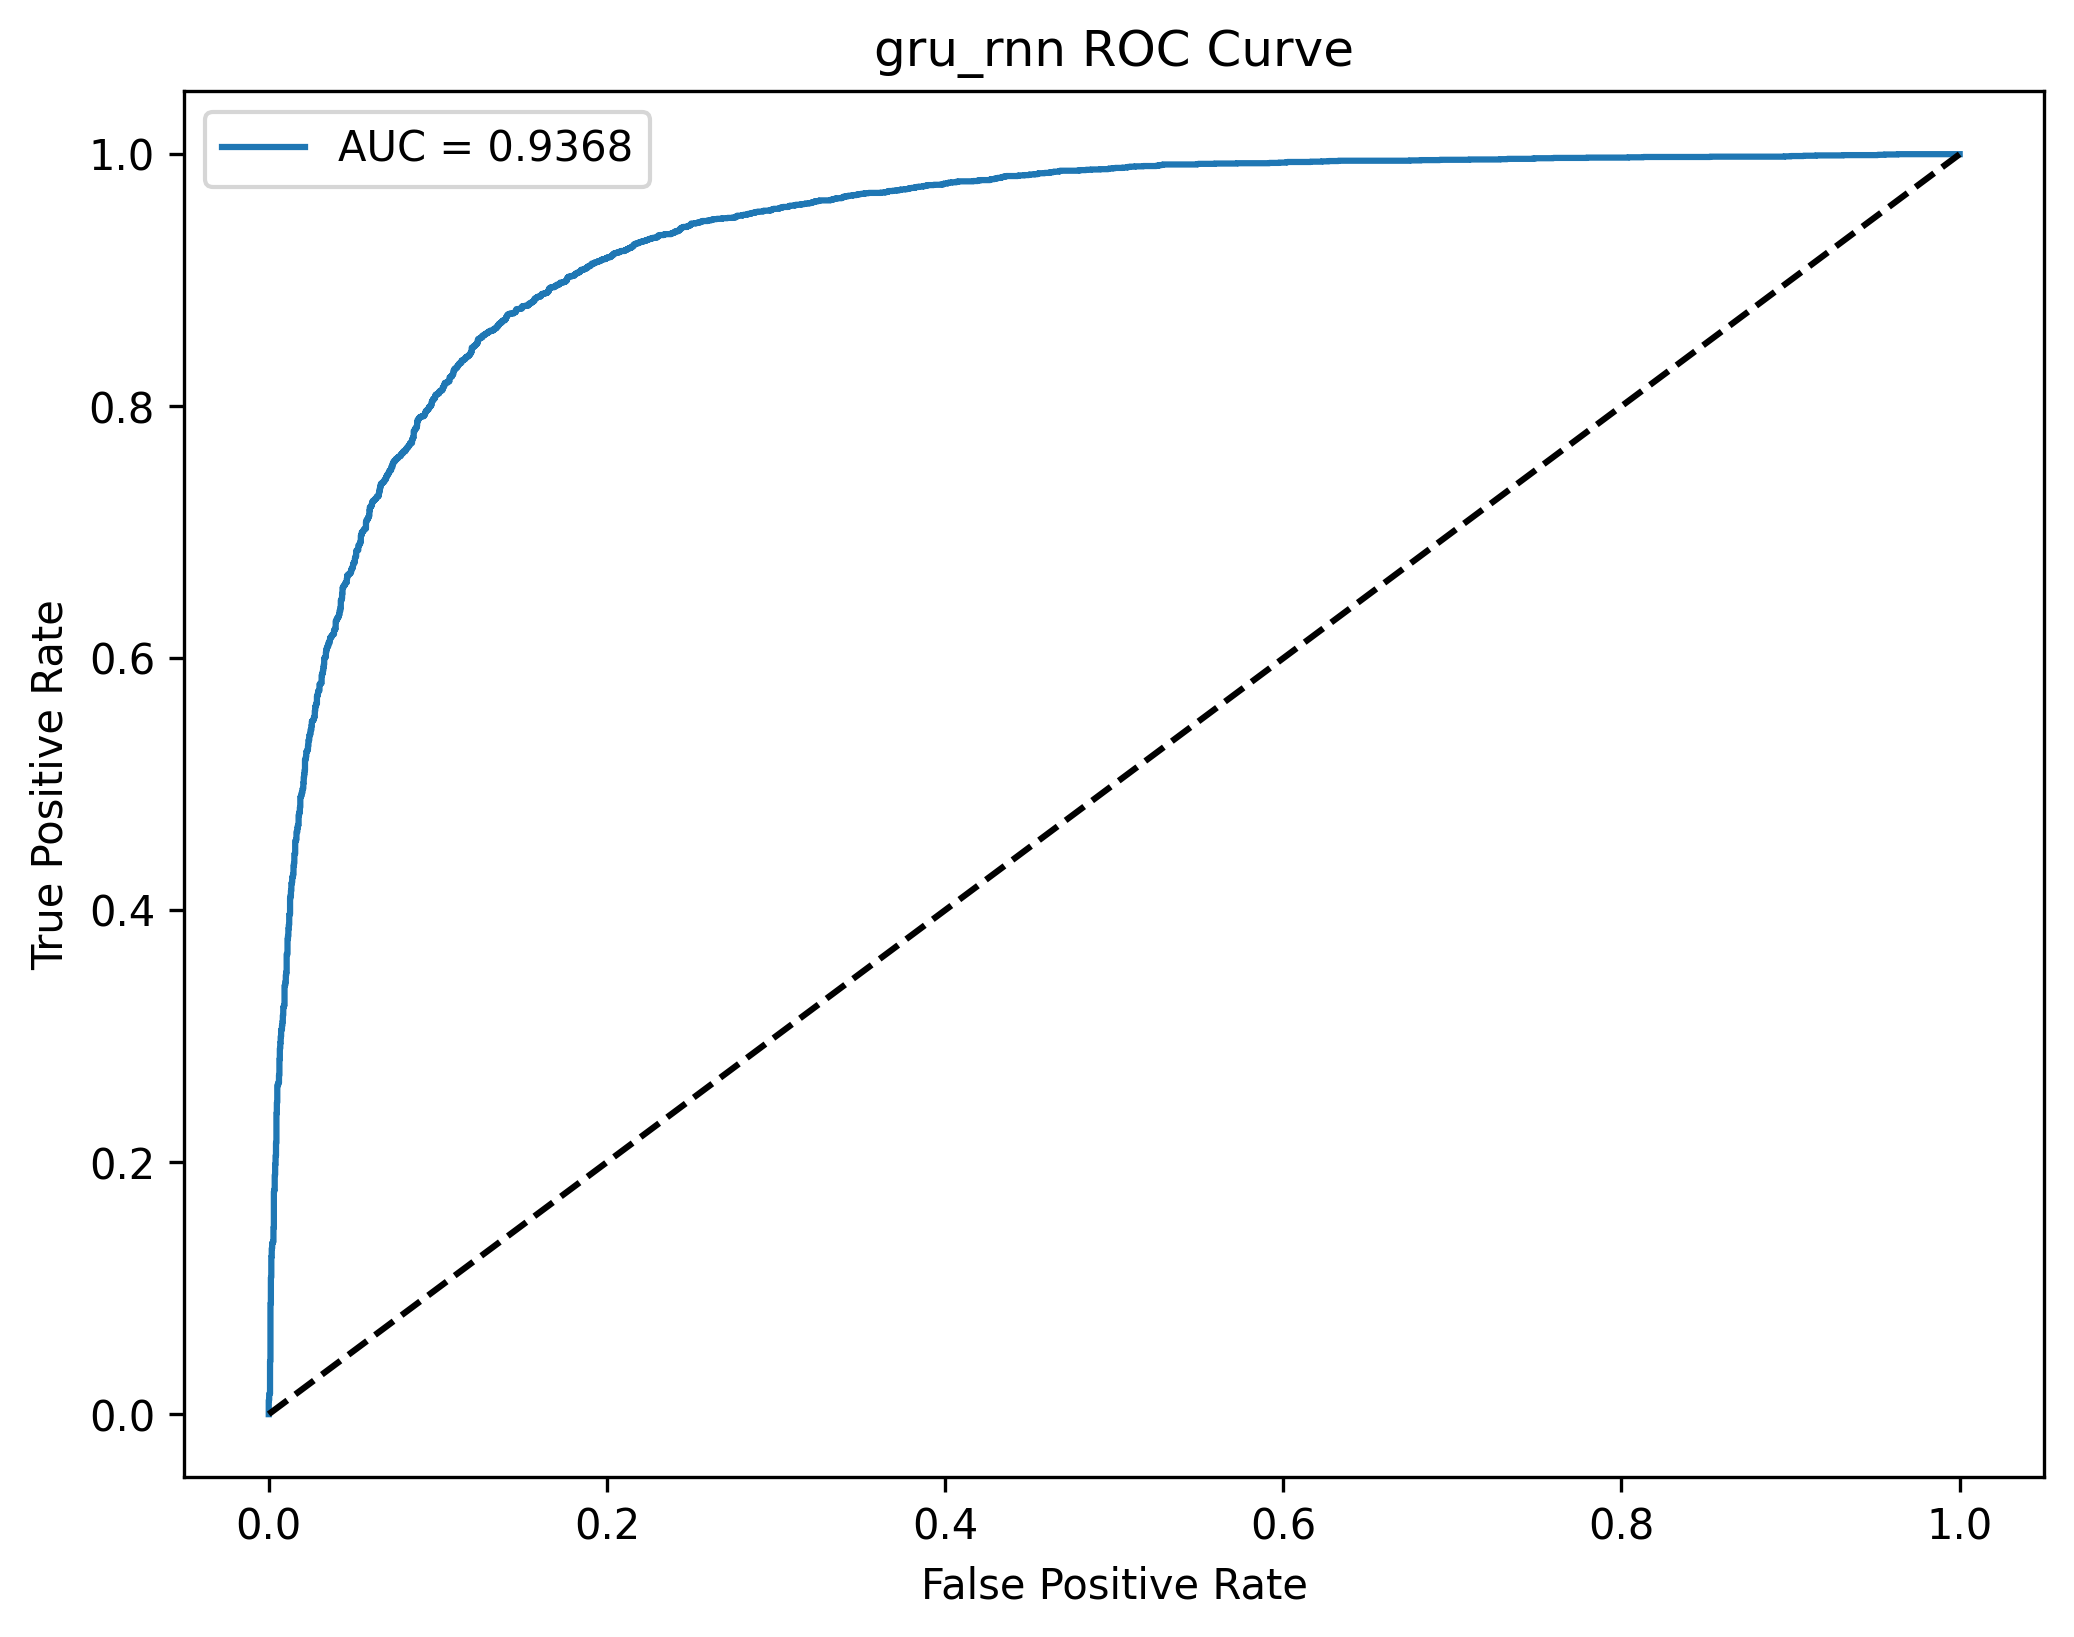 gru_rnn ROC Curve
AUC = 0.9368
True Positive Rate
1.0
0.8
0.6
0.4
0.2
0.0
0.0 0.2 0.4 0.6 0.8 1.0
False Positive Rate